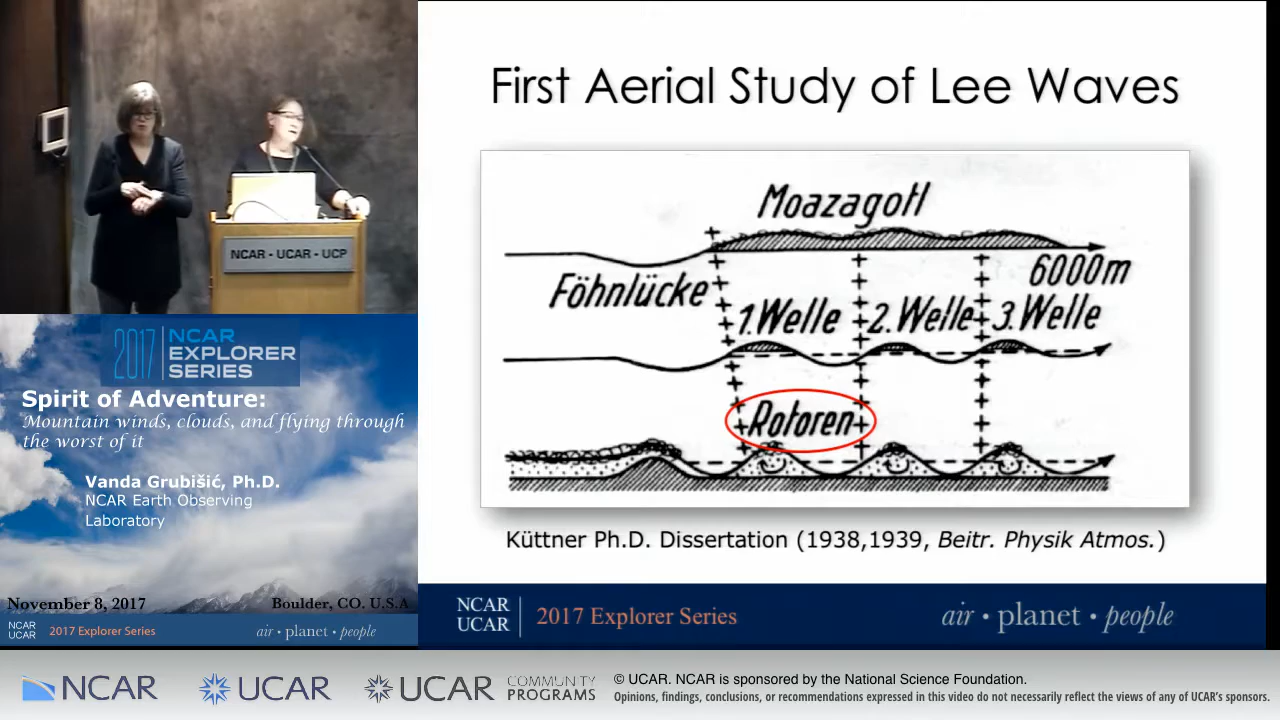 NCAR - UCAR - UCP
2017 NCAR
EXPLORER
SERIES
Spirit of Adventure:
Mountain winds, clouds, and flying through
the worst of it
Vanda Grubišić, Ph.D.
NCAR Earth Observing
Laboratory
November 8, 2017 Boulder, CO. U.S.A
NCAR
UCAR
2017 Explorer Series
air • planet • people
First Aerial Study of Lee Waves
Moazagotl
6000m
Föhnlücke
1.Welle 2.Welle 3.Welle
Rotoren
Küttner Ph.D. Dissertation (1938,1939, Beitr. Physik Atmos.)
NCAR
UCAR
2017 Explorer Series
air • planet • people
NCAR UCAR UCAR COMMUNITY
PROGRAMS
© UCAR. NCAR is sponsored by the National Science Foundation.
Opinions, findings, conclusions, or recommendations expressed in this video do not necessarily reflect the views of any of UCAR's sponsors.